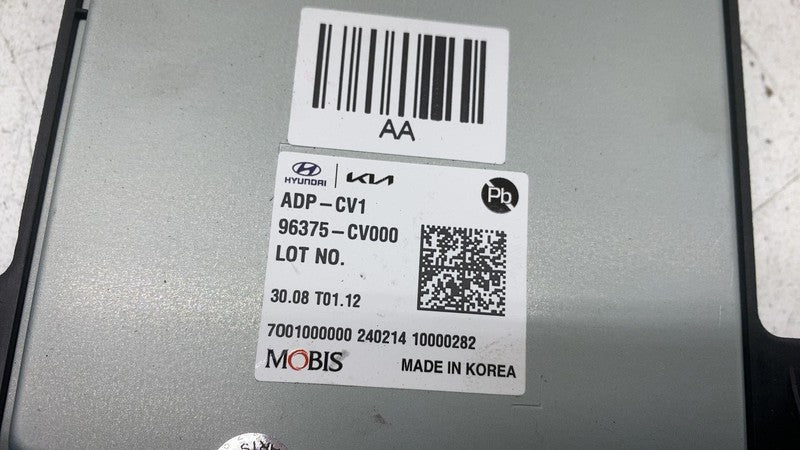 AA
HYUNDAI KIA
Pb
ADP-CV1
96375-CV000
LOT NO.
30.08 T01.12
7001000000 240214 10000282
MOBIS MADE IN KOREA